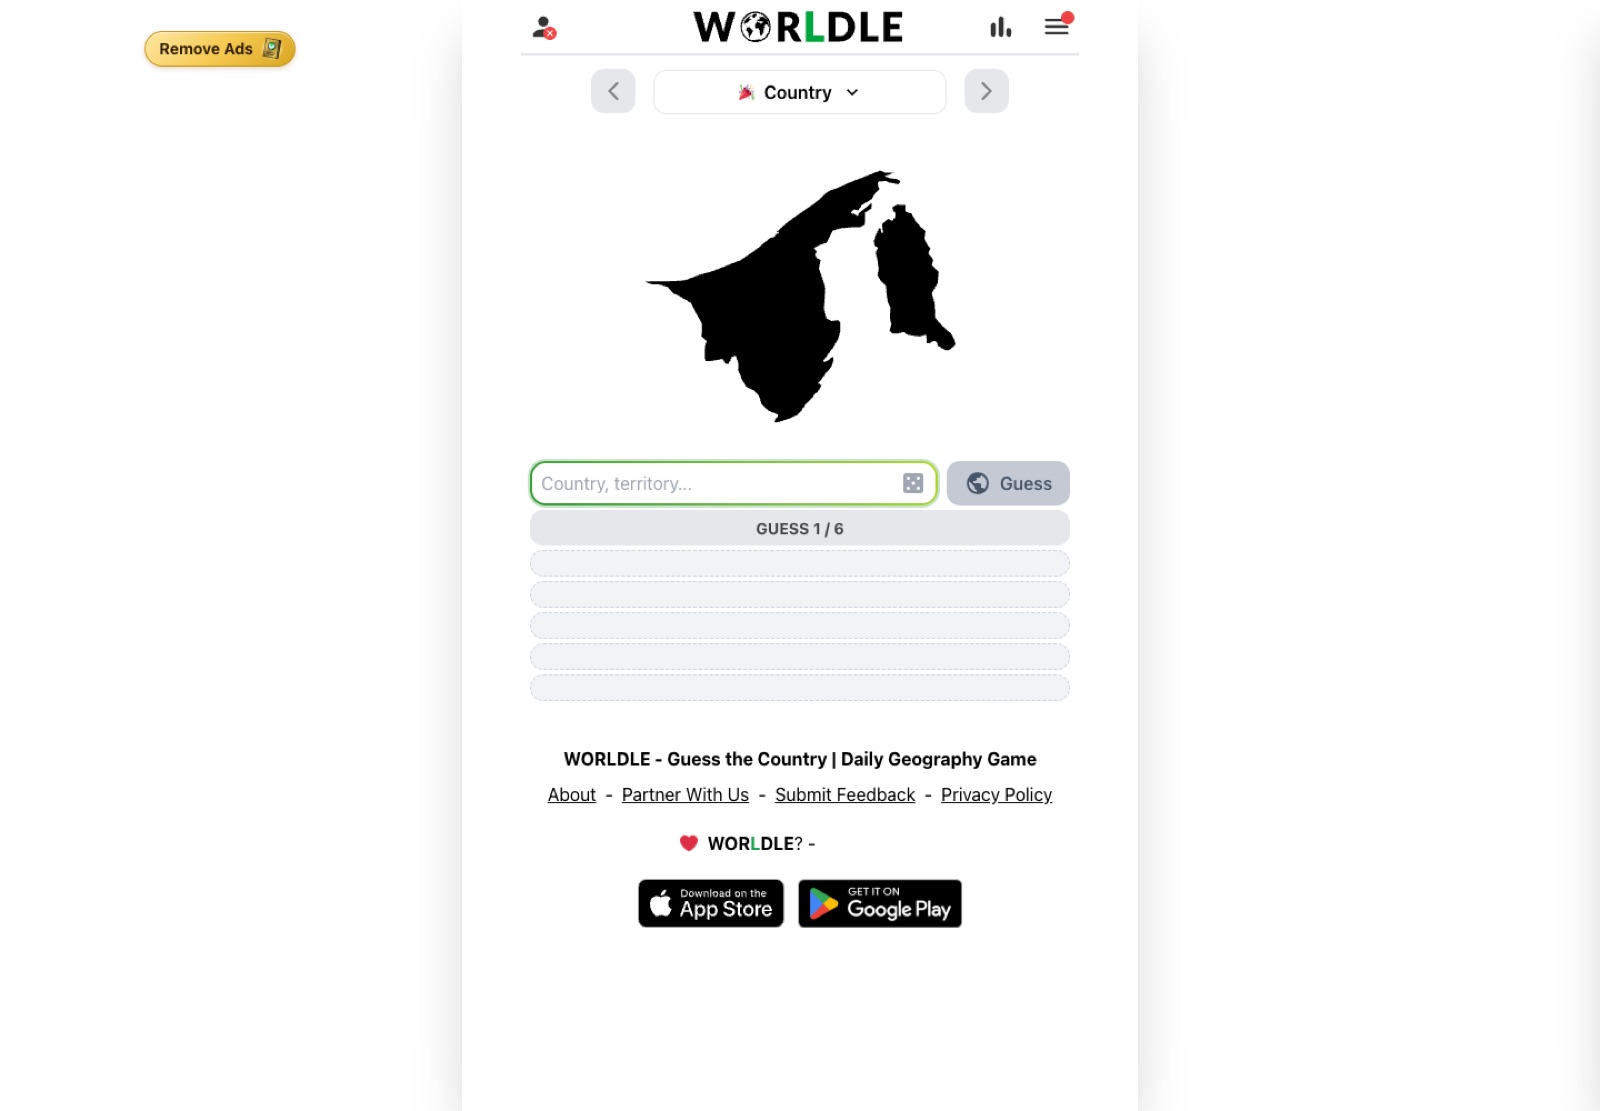 Remove Ads
WORLDLE
Country
Country, territory...
Guess
GUESS 1 / 6
WORLDLE - Guess the Country | Daily Geography Game
About - Partner With Us - Submit Feedback - Privacy Policy
WORLDLE? -
Download on the
App Store
GET IT ON
Google Play